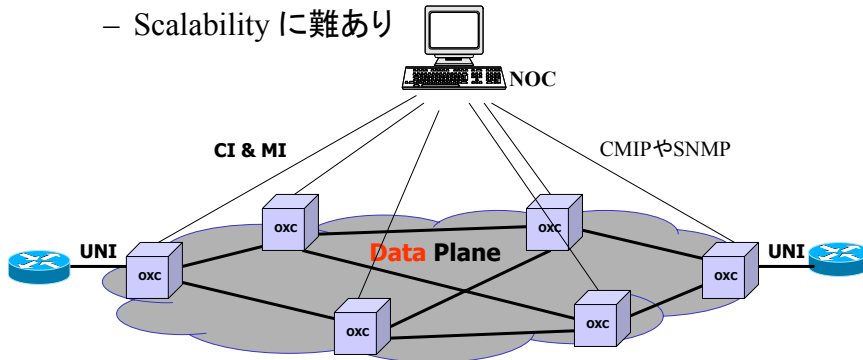 – Scalability に難あり
NOC
CI & MI
CMIPやSNMP
OXC
OXC
UNI
Data Plane
UNI
OXC
OXC
OXC
OXC